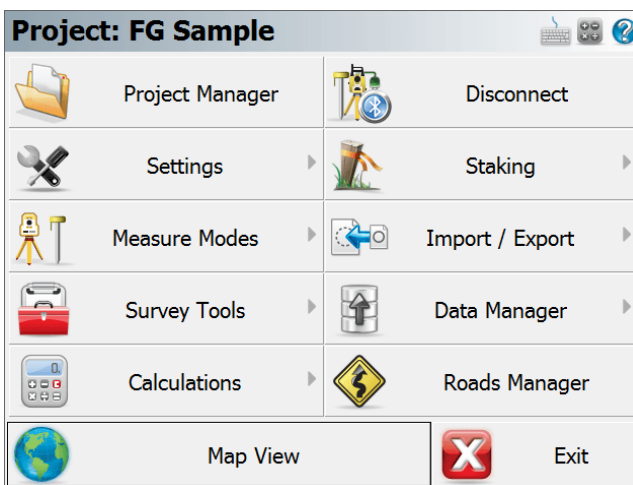 Project: FG Sample
Project Manager
Disconnect
Settings
Staking
Measure Modes
Import / Export
Survey Tools
Data Manager
Calculations
Roads Manager
Map View
Exit